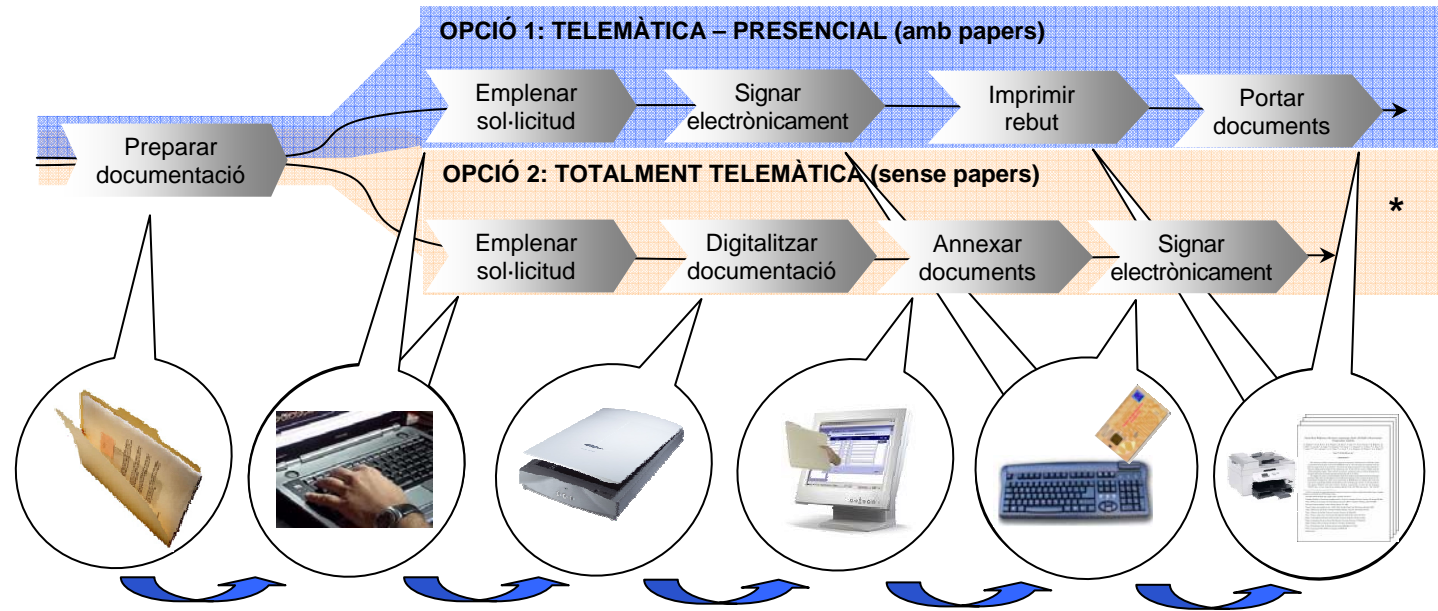 OPCIÓ 1: TELEMÀTICA – PRESENCIAL (amb papers)
Emplenar
sol·licitud
Signar
electrònicament
Imprimir
rebut
Portar
documents
Preparar
documentació
OPCIÓ 2: TOTALMENT TELEMÀTICA (sense papers)
*
Emplenar
sol·licitud
Digitalitzar
documentació
Annexar
documents
Signar
electrònicament